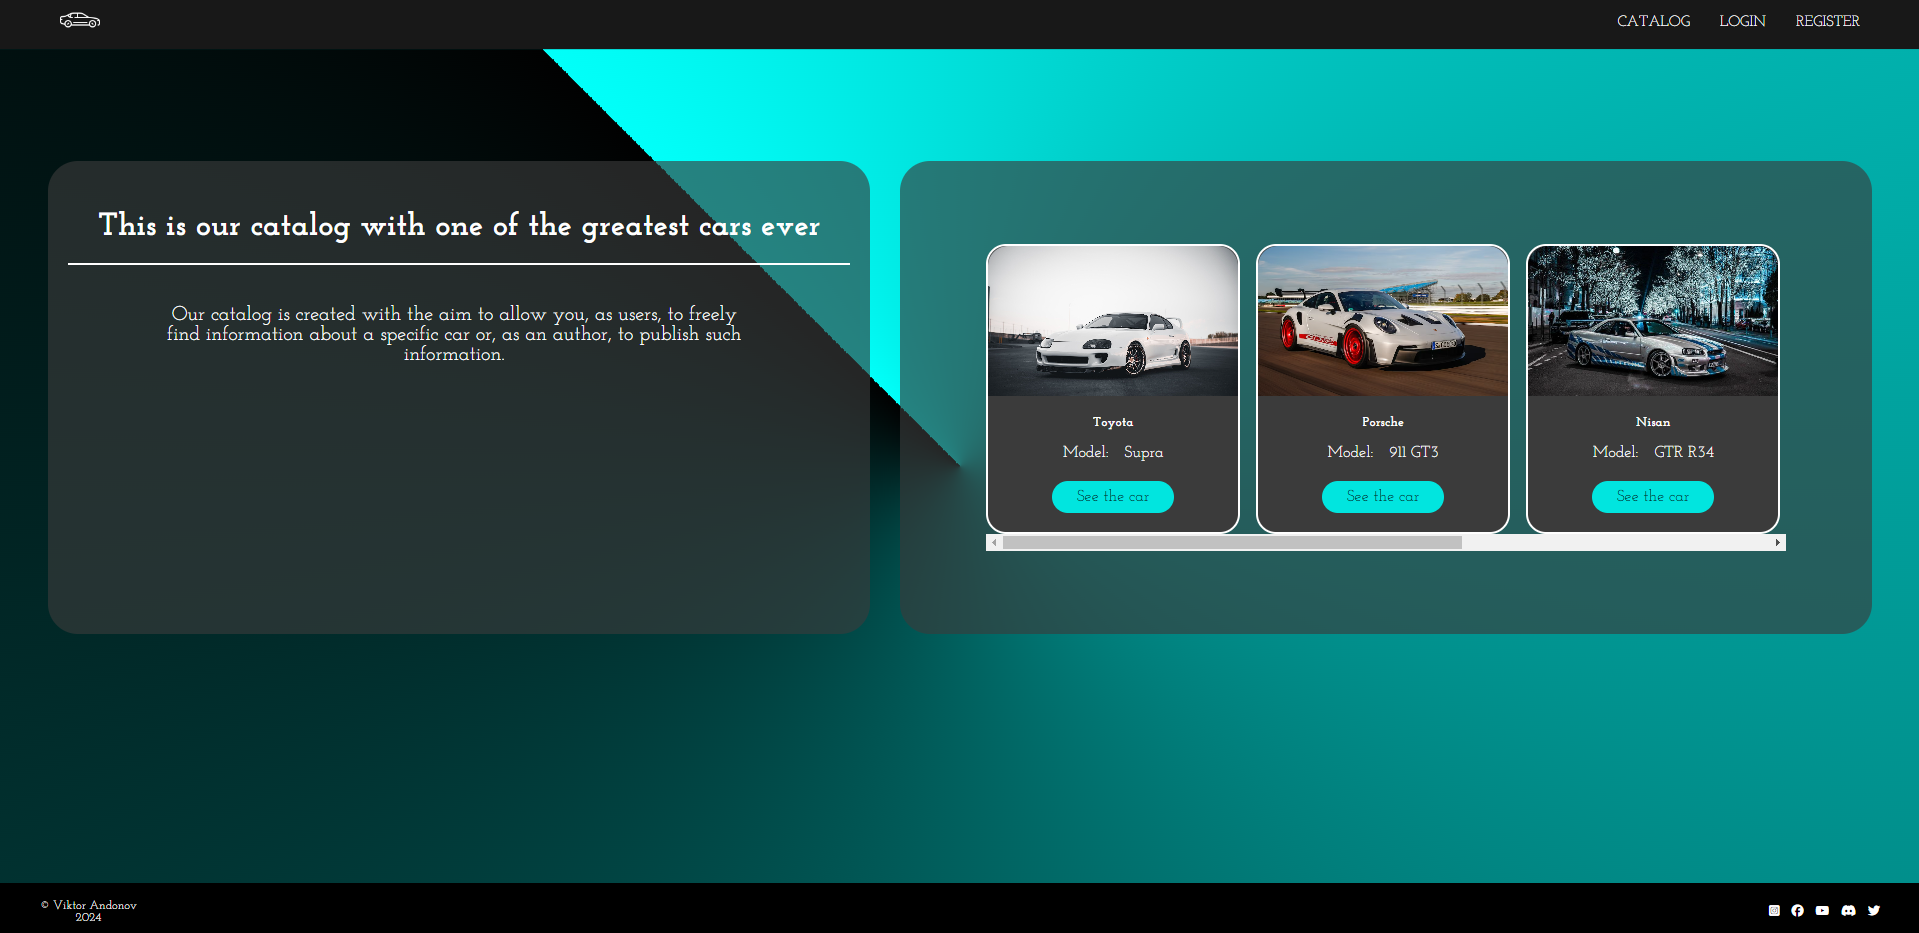 CATALOG LOGIN REGISTER
This is our catalog with one of the greatest cars ever
Our catalog is created with the aim to allow you, as users, to freely
find information about a specific car or, as an author, to publish such
information.
Toyota
Model: Supra
See the car
Porsche
Model: 911 GT3
See the car
Nisan
Model: GTR R34
See the car
© Viktor Andonov
2024